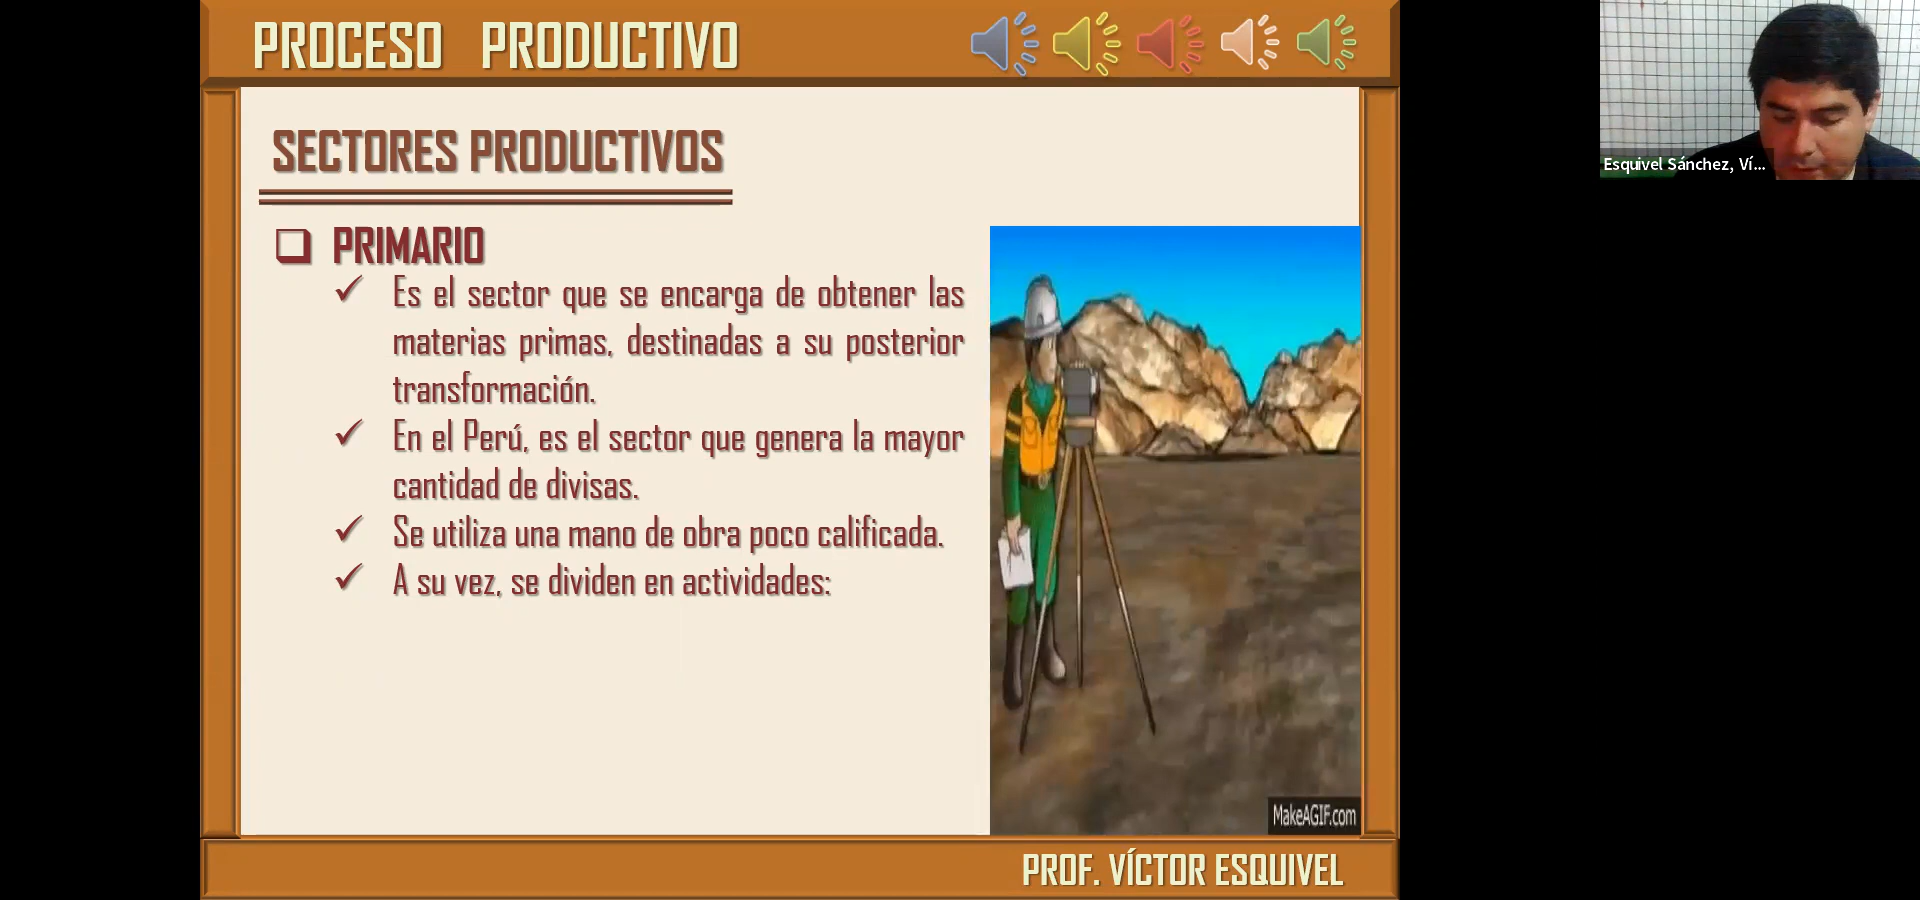 PROCESO PRODUCTIVO
SECTORES PRODUCTIVOS
PRIMARIO
Es el sector que se encarga de obtener las
materias primas, destinadas a su posterior
transformación.
En el Perú, es el sector que genera la mayor
cantidad de divisas.
Se utiliza una mano de obra poco calificada.
A su vez, se dividen en actividades:
MakeAGIF.com
PROF. VÍCTOR ESQUIVEL
Esquivel Sánchez, Ví...